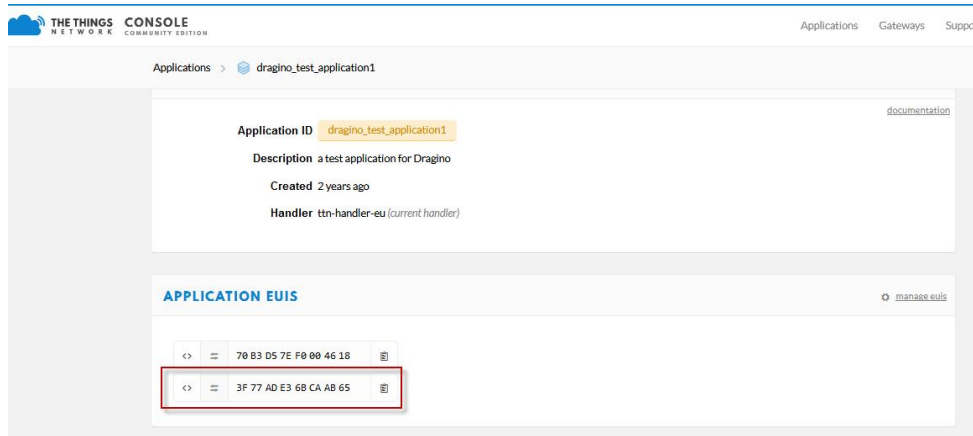 THE THINGS NETWORK CONSOLE COMMUNITY EDITION
Applications Gateways Suppo
Applications > dragino_test_application1
documentation
Application ID dragino_test_application1
Description a test application for Dragino
Created 2 years ago
Handler ttn-handler-eu (current handler)
APPLICATION EUIS
manage euis
<> 70 B3 D5 7E F0 00 46 18
<> 3F 77 AD E3 6B CA AB 65